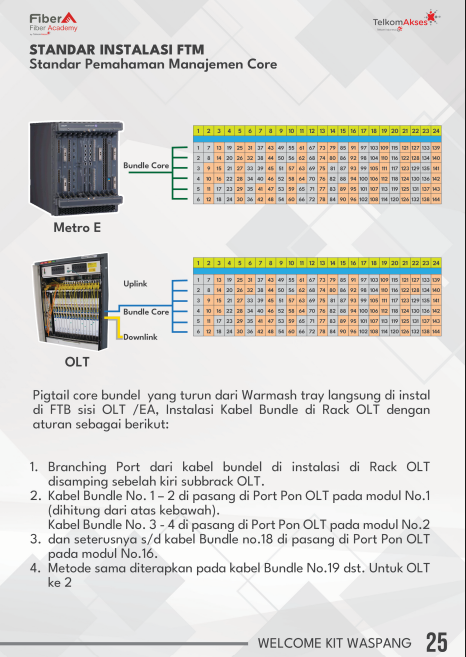 Fiber
Fiber Academy
TelkomAkses
STANDAR INSTALASI FTM
Standar Pemahaman Manajemen Core
1 2 3 4 5 6 7 8 9 10 11 12 13 14 15 16 17 18 19 20 21 22 23 24
1 7 13 19 25 31 37 43 49 55 61 67 73 79 85 91 97 103 109 115 121 127 133 139
2 8 14 20 26 32 38 44 50 56 62 68 74 80 86 92 98 104 110 116 122 128 134 140
Bundle Core
3 9 15 21 27 33 39 45 51 57 63 69 75 81 87 93 99 105 111 117 123 129 135 141
4 10 16 22 28 34 40 46 52 58 64 70 76 82 88 94 100 106 112 118 124 130 136 142
5 11 17 23 29 35 41 47 53 59 65 71 77 83 89 95 101 107 113 119 125 131 137 143
6 12 18 24 30 36 42 48 54 60 66 72 78 84 90 96 102 108 114 120 126 132 138 144
Metro E
1 2 3 4 5 6 7 8 9 10 11 12 13 14 15 16 17 18 19 20 21 22 23 24
1 7 13 19 25 31 37 43 49 55 61 67 73 79 85 91 97 103 109 115 121 127 133 139
Uplink
2 8 14 20 26 32 38 44 50 56 62 68 74 80 86 92 98 104 110 116 122 128 134 140
3 9 15 21 27 33 39 45 51 57 63 69 75 81 87 93 99 105 111 117 123 129 135 141
Bundle Core
4 10 16 22 28 34 40 46 52 58 64 70 76 82 88 94 100 106 112 118 124 130 136 142
5 11 17 23 29 35 41 47 53 59 65 71 77 83 89 95 101 107 113 119 125 131 137 143
Downlink
6 12 18 24 30 36 42 48 54 60 66 72 78 84 90 96 102 108 114 120 126 132 138 144
OLT
Pigtail core bundel yang turun dari Warmash tray langsung di instal
di FTB sisi OLT /EA, Instalasi Kabel Bundle di Rack OLT dengan
aturan sebagai berikut:
1. Branching Port dari kabel bundel di instalasi di Rack OLT
disamping sebelah kiri subbrack OLT.
2. Kabel Bundle No. 1 – 2 di pasang di Port Pon OLT pada modul No.1
(dihitung dari atas kebawah).
Kabel Bundle No. 3 - 4 di pasang di Port Pon OLT pada modul No.2
3. dan seterusnya s/d kabel Bundle no.18 di pasang di Port Pon OLT
pada modul No.16.
4. Metode sama diterapkan pada kabel Bundle No.19 dst. Untuk OLT
ke 2
WELCOME KIT WASPANG 25